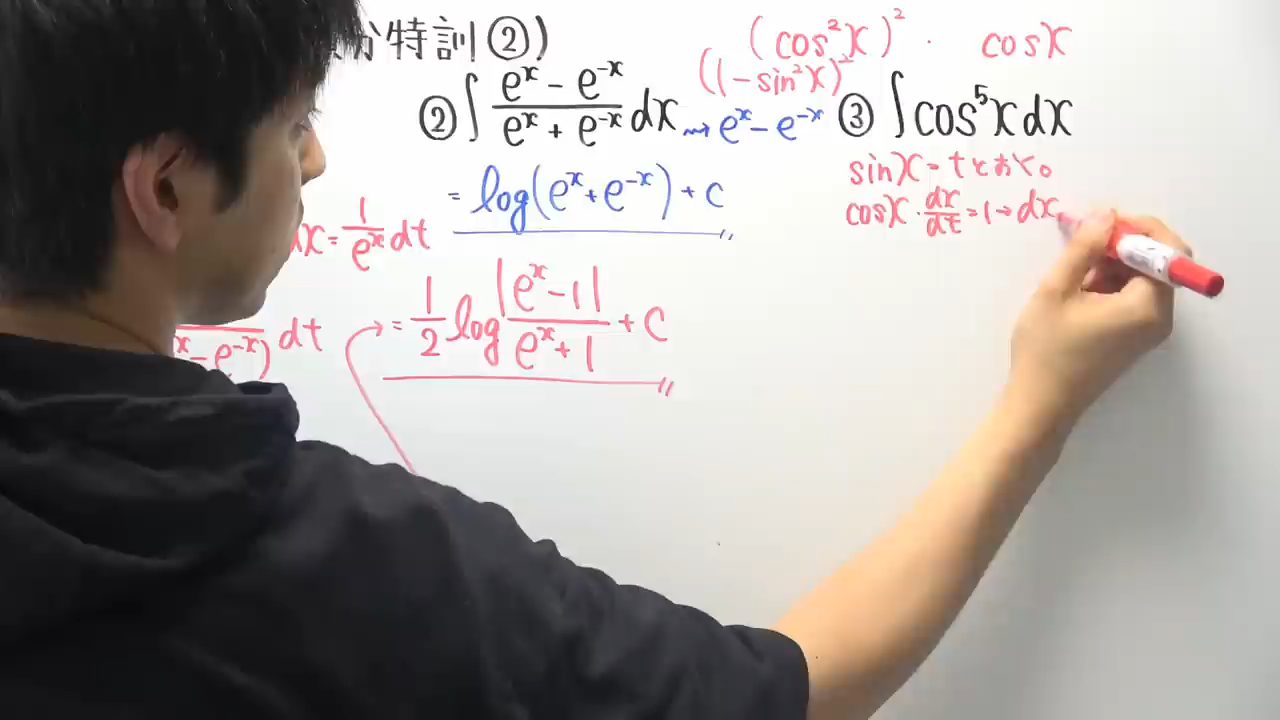 特訓②)
② ∫ (eˣ - e⁻ˣ)/(eˣ + e⁻ˣ) dx ⇝ eˣ - e⁻ˣ
= log(eˣ + e⁻ˣ) + C
x = 1/eˣ dt
dt
= 1/2 log |eˣ - 1|/(eˣ + 1) + C
(cos²x)² · cosx
(1 - sin²x)²
③ ∫ cos⁵x dx
sinx = tとおく。
cosx · dx/dt = 1 → dx